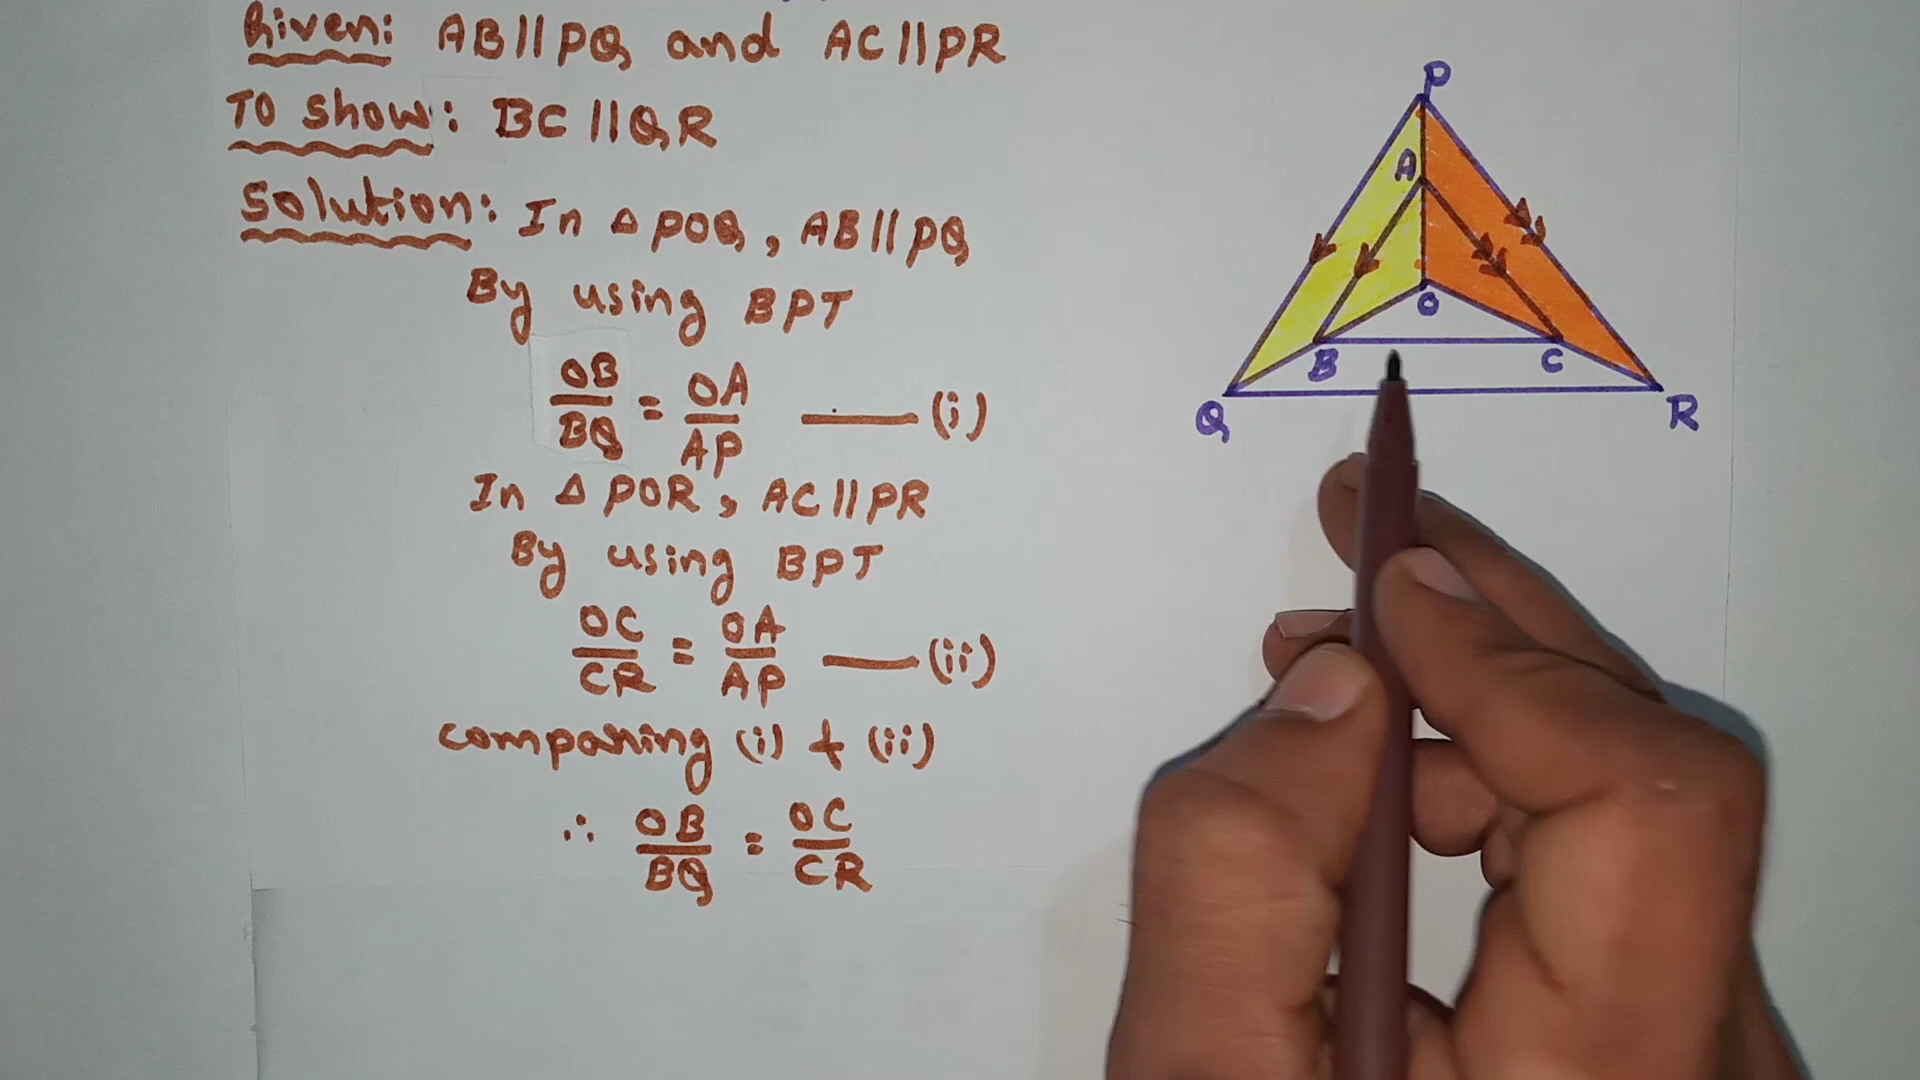 Given: AB || PQ and AC || PR
To show: BC || QR
Solution: In △ POQ, AB || PQ
By using BPT
OB/BQ = OA/AP —— (i)
In △ POR, AC || PR
By using BPT
OC/CR = OA/AP —— (ii)
comparing (i) & (ii)
∴ OB/BQ = OC/CR
P
A
O
B
C
Q
R